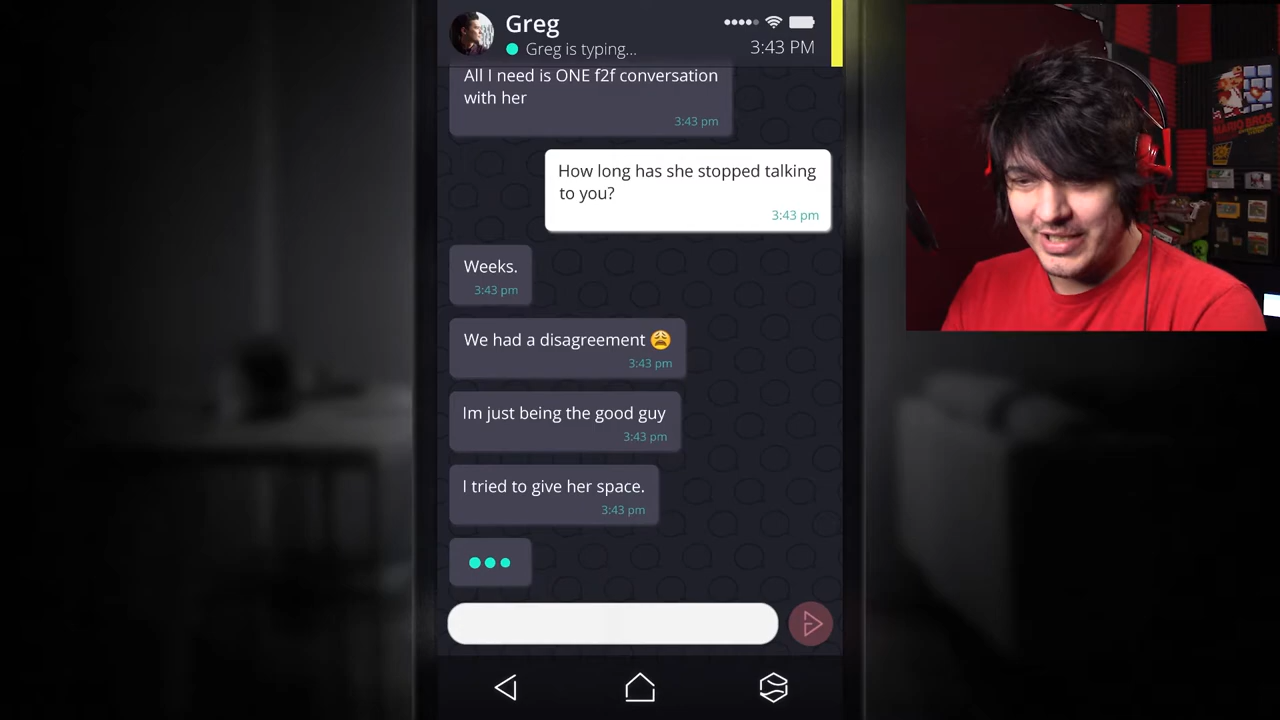 Greg
Greg is typing...
3:43 PM
All I need is ONE f2f conversation
with her
3:43 pm
How long has she stopped talking
to you?
3:43 pm
Weeks.
3:43 pm
We had a disagreement 😩
3:43 pm
Im just being the good guy
3:43 pm
I tried to give her space.
3:43 pm
MARIO BROS.